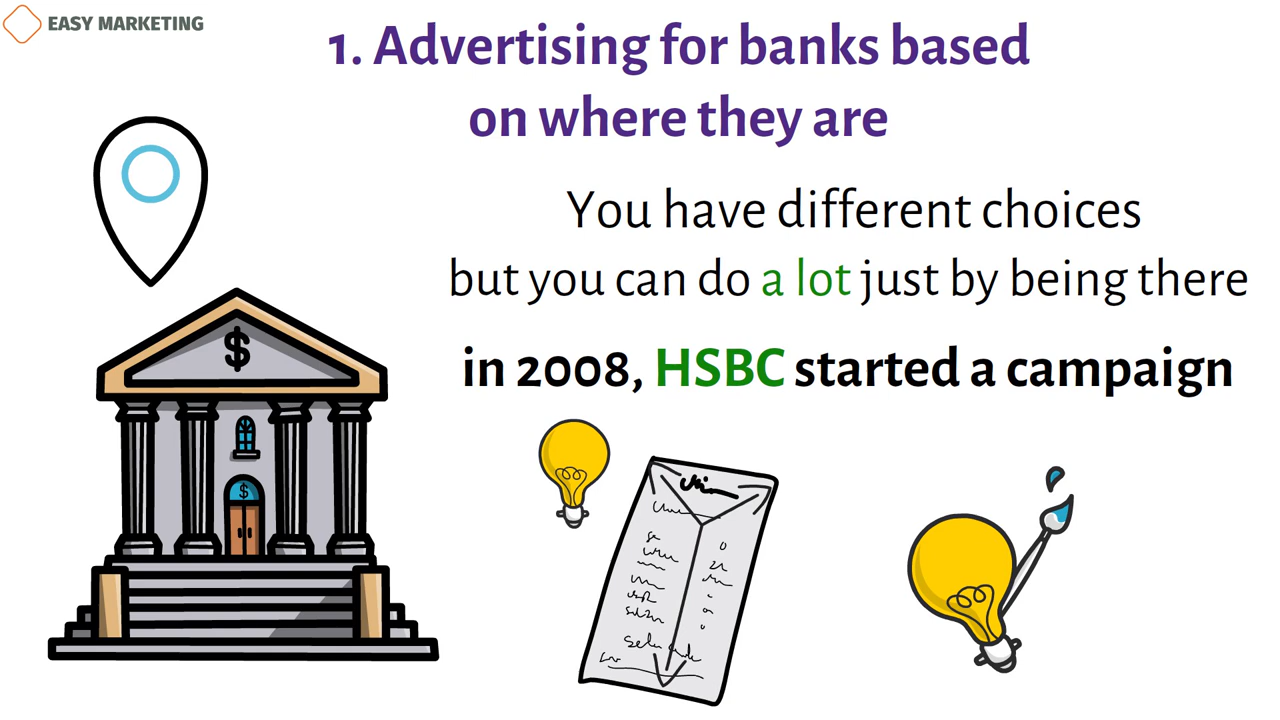 EASY MARKETING
1. Advertising for banks based
on where they are
You have different choices
but you can do a lot just by being there
in 2008, HSBC started a campaign
$
$